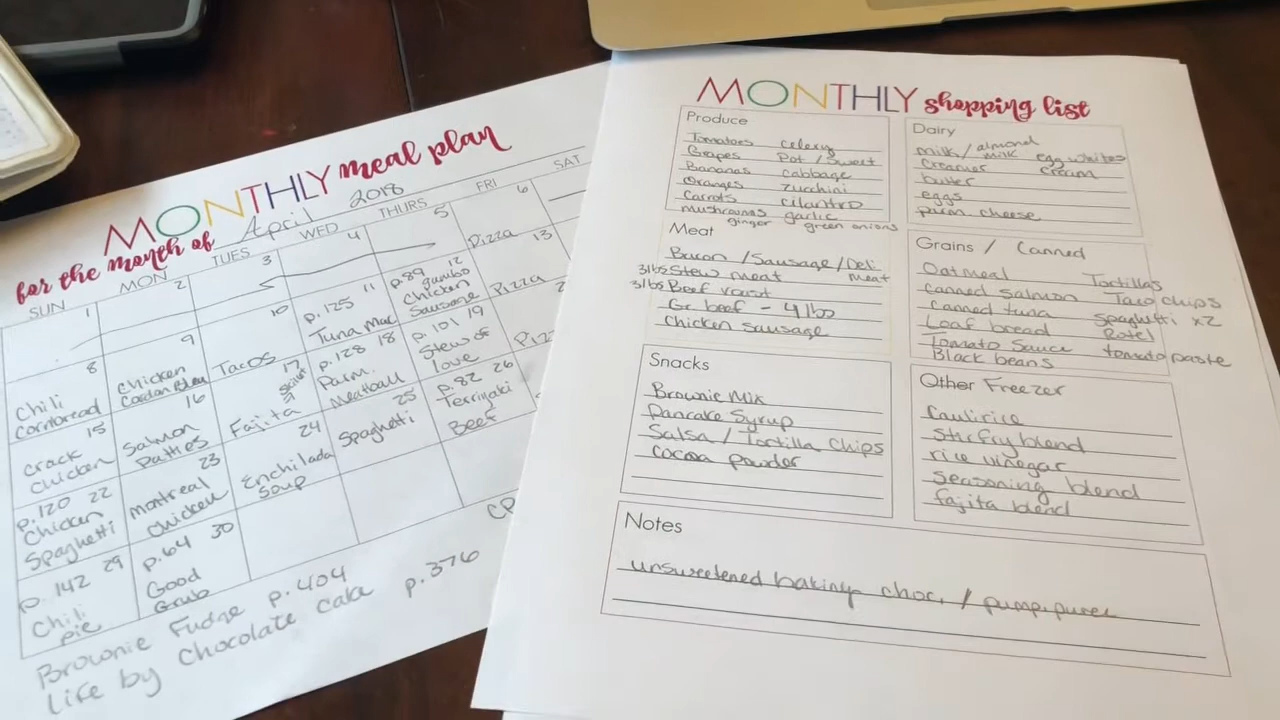 MONTHLY meal plan
for the month of April 2018
SUN MON TUES WED THURS FRI SAT
1 2 3 4 5 6
8 9 10 11 12 13
Chili Cornbread
Chicken Cordon Bleu
Tacos
p.125 Tuna Mac
p.89 gumbo Chicken Sausage
Pizza
Pizza
15 16 17 18 19
Crack Chicken
Salmon Patties
Fajita
p.128 Parm. Meatball
p.101 Stew of love
22 23 24 25 26
p.120 Chicken Spaghetti
Montreal Chicken
Enchilada Soup
Spaghetti
p.82 Terriyaki Beef
29 30
p.142 Chili pie
p.64 Good Grub
Brownie Fudge p.404
Life by Chocolate cake p.376
MONTHLY shopping list
Produce
Tomatoes celery
Grapes Pot / Sweet
Bananas cabbage
Oranges zucchini
Carrots cilantro
mushrooms garlic
ginger green onions
Dairy
milk / almond milk egg whites
creamer cream
butter
eggs
parm. cheese
Meat
Bacon / Sausage / Deli meat
3lbs Stew meat
3lbs Beef roast
Gr. beef - 4 lbs
Chicken sausage
Grains / Canned
Oatmeal Tortillas
canned salmon Taco chips
canned tuna spaghetti x2
Loaf bread Rotel
Tomato Sauce tomato paste
Black beans
Snacks
Brownie Mix
Pancake Syrup
Salsa / Tortilla Chips
cocoa powder
Other Freezer
Caulirice
Stirfry blend
rice vinegar
seasoning blend
fajita blend
Notes
unsweetened baking choc. / pump. puree